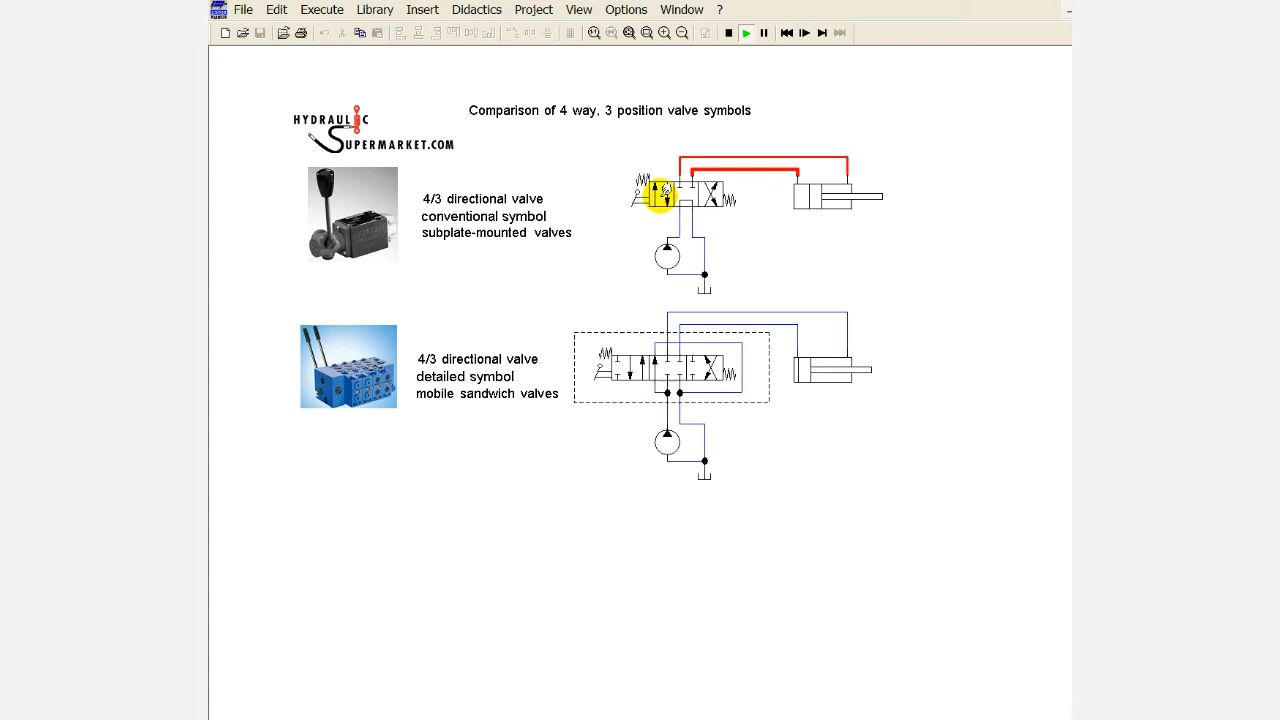 File Edit Execute Library Insert Didactics Project View Options Window ?
Comparison of 4 way, 3 position valve symbols
HYDRAULIC
SUPERMARKET.COM
4/3 directional valve
conventional symbol
subplate-mounted valves
4/3 directional valve
detailed symbol
mobile sandwich valves